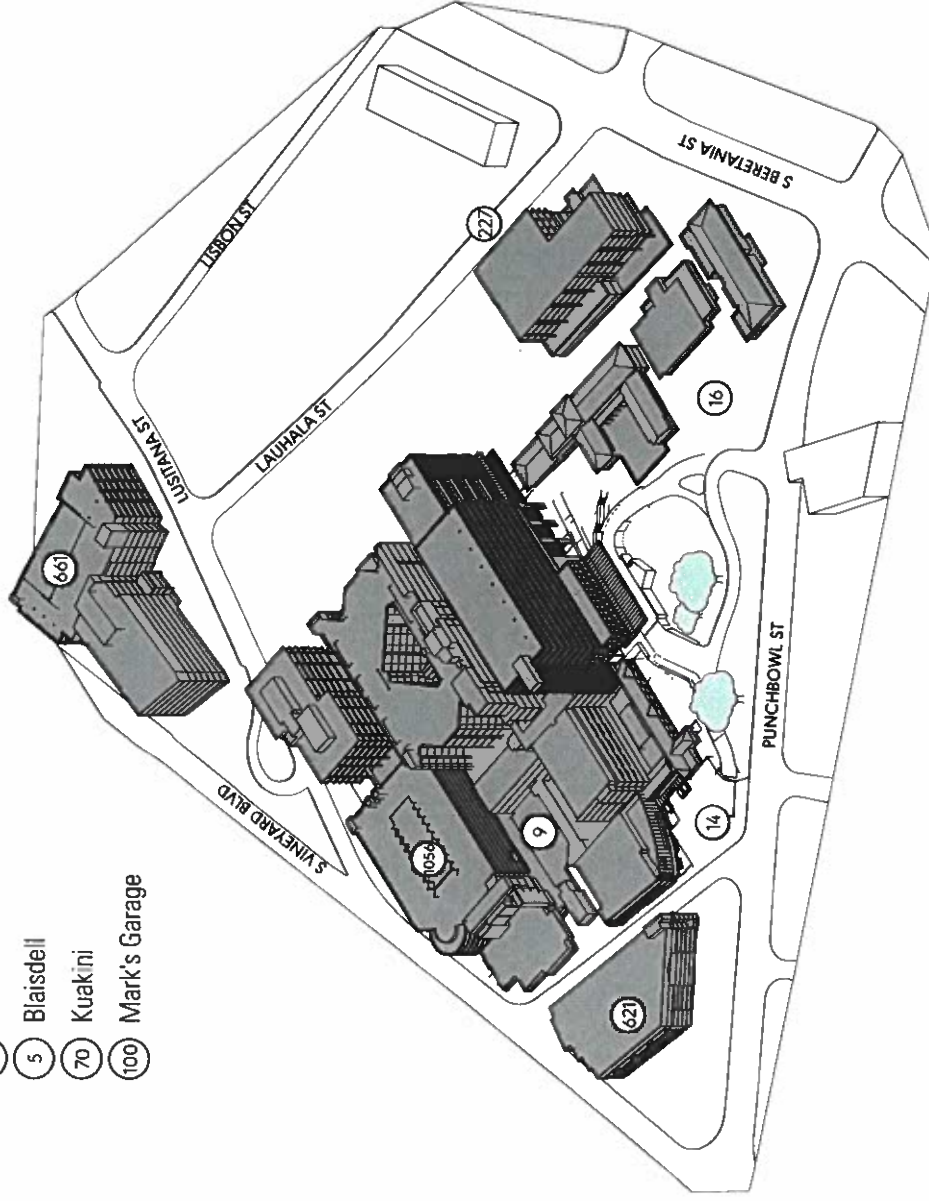 5 Blaisdell
70 Kuakini
100 Mark's Garage
LISBON ST
S BERETANIA ST
227
LUSITANA ST
LAUHALA ST
661
16
S VINEYARD BLVD
1056
9
14
PUNCHBOWL ST
621